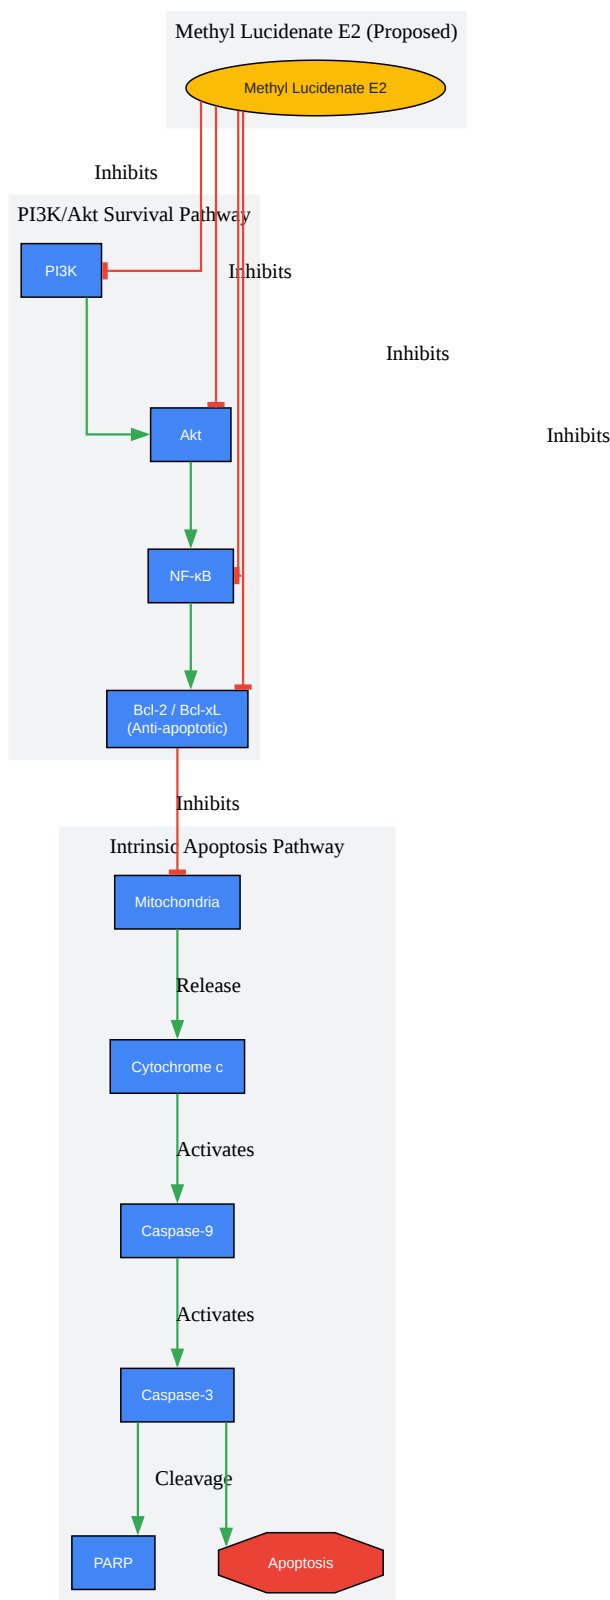 Methyl Lucidenate E2 (Proposed)
Methyl Lucidenate E2
Inhibits
PI3K/Akt Survival Pathway
PI3K
Inhibits
Inhibits
Inhibits
Akt
NF-κB
Bcl-2 / Bcl-xL
(Anti-apoptotic)
Inhibits
Intrinsic Apoptosis Pathway
Mitochondria
Release
Cytochrome c
Activates
Caspase-9
Activates
Caspase-3
Cleavage
PARP
Apoptosis